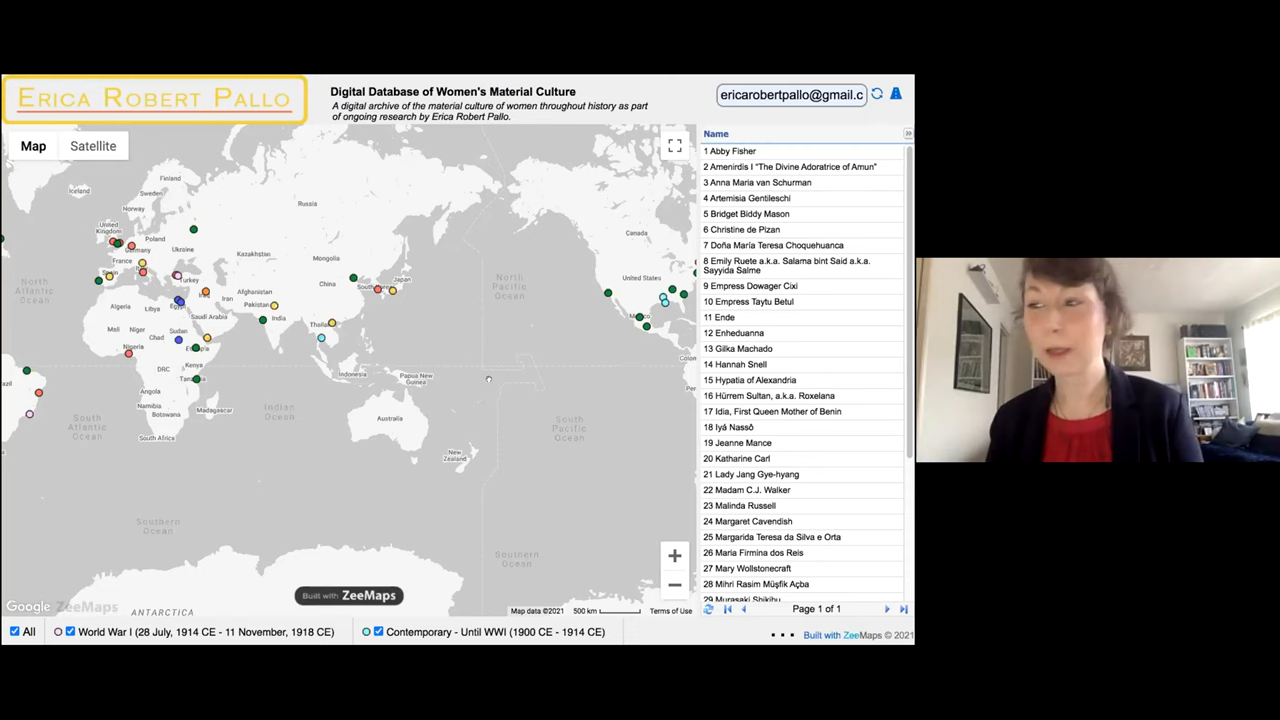 ERICA ROBERT PALLO
Digital Database of Women's Material Culture
A digital archive of the material culture of women throughout history as part
of ongoing research by Erica Robert Pallo.
ericarobertpallo@gmail.c
Map
Satellite
Name
1 Abby Fisher
2 Amenirdis I "The Divine Adoratrice of Amun"
3 Anna Maria van Schurman
4 Artemisia Gentileschi
5 Bridget Biddy Mason
6 Christine de Pizan
7 Doña María Teresa Choquehuanca
8 Emily Ruete a.k.a. Salama bint Said a.k.a.
Sayyida Salme
9 Empress Dowager Cixi
10 Empress Taytu Betul
11 Ende
12 Enheduanna
13 Gilka Machado
14 Hannah Snell
15 Hypatia of Alexandria
16 Hürrem Sultan, a.k.a. Roxelana
17 Idia, First Queen Mother of Benin
18 Iyá Nassô
19 Jeanne Mance
20 Katharine Carl
21 Lady Jang Gye-hyang
22 Madam C.J. Walker
23 Malinda Russell
24 Margaret Cavendish
25 Margarida Teresa da Silva e Orta
26 Maria Firmina dos Reis
27 Mary Wollstonecraft
28 Mihri Rasim Müşfik Açba
29 Murasaki Shikibu
Page 1 of 1
Iceland
Finland
Sweden
Norway
United
Kingdom
Russia
Canada
Poland
Germany
Ukraine
France
Kazakhstan
Mongolia
Spain
Turkey
China
Japan
United States
North
Atlantic
Ocean
North
Pacific
Ocean
Afghanistan
Iraq
Iran
Pakistan
Algeria
Libya
Egypt
Saudi Arabia
India
Mexico
Mali
Niger
Chad
Sudan
Thailand
Nigeria
Ethiopia
Kenya
DRC
Tanzania
Indonesia
Papua New
Guinea
Angola
Namibia
Botswana
Madagascar
South
Atlantic
Ocean
Indian
Ocean
Australia
South
Pacific
Ocean
South Africa
New
Zealand
Southern
Ocean
Southern
Ocean
ANTARCTICA
Built with ZeeMaps
Google
ZeeMaps
Map data ©2021
500 km
Terms of Use
All
World War I (28 July, 1914 CE - 11 November, 1918 CE)
Contemporary - Until WWI (1900 CE - 1914 CE)
Built with ZeeMaps © 2021